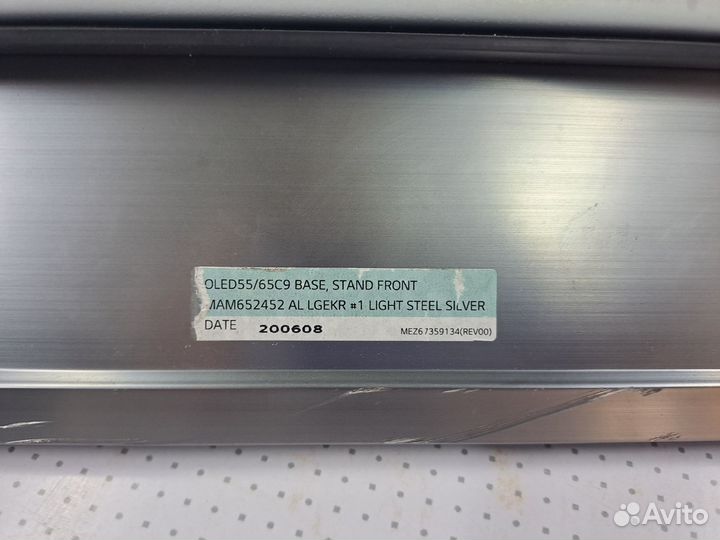 OLED55/65C9 BASE, STAND FRONT
MAM652452 AL LGEKR #1 LIGHT STEEL SILVER
DATE 200608 MEZ67359134(REV00)
Avito